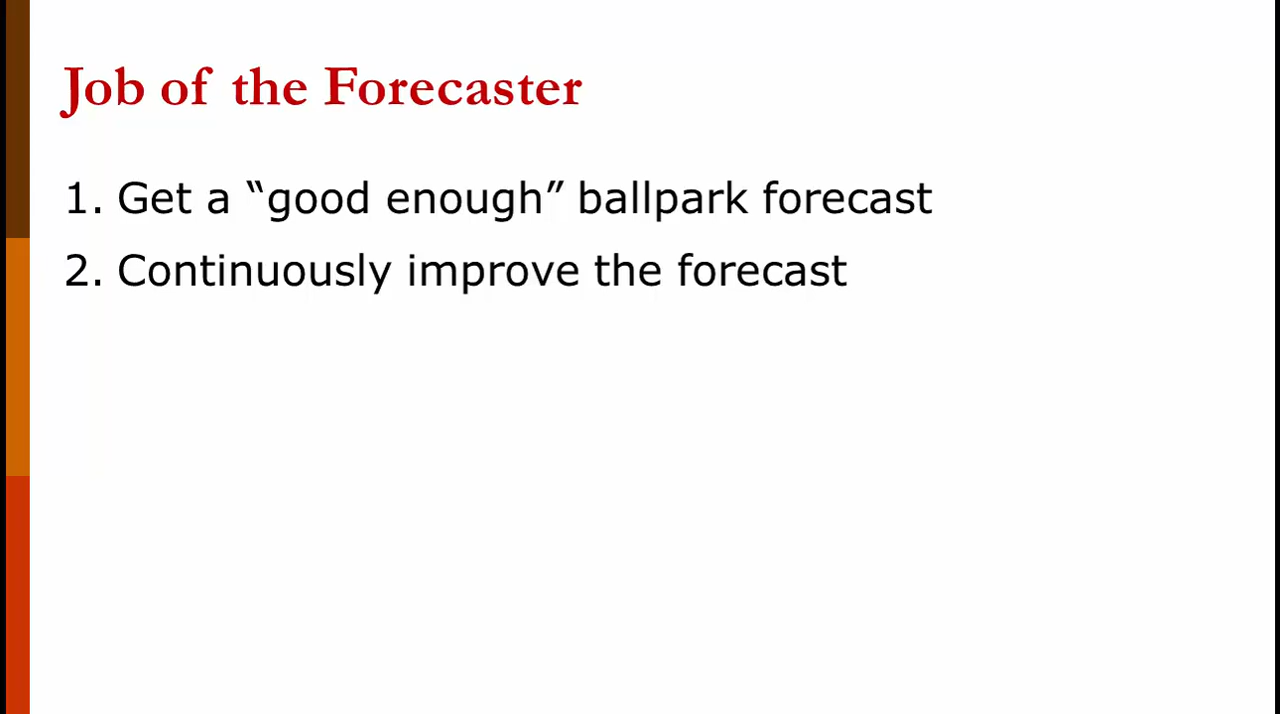 Job of the Forecaster
1. Get a “good enough” ballpark forecast
2. Continuously improve the forecast